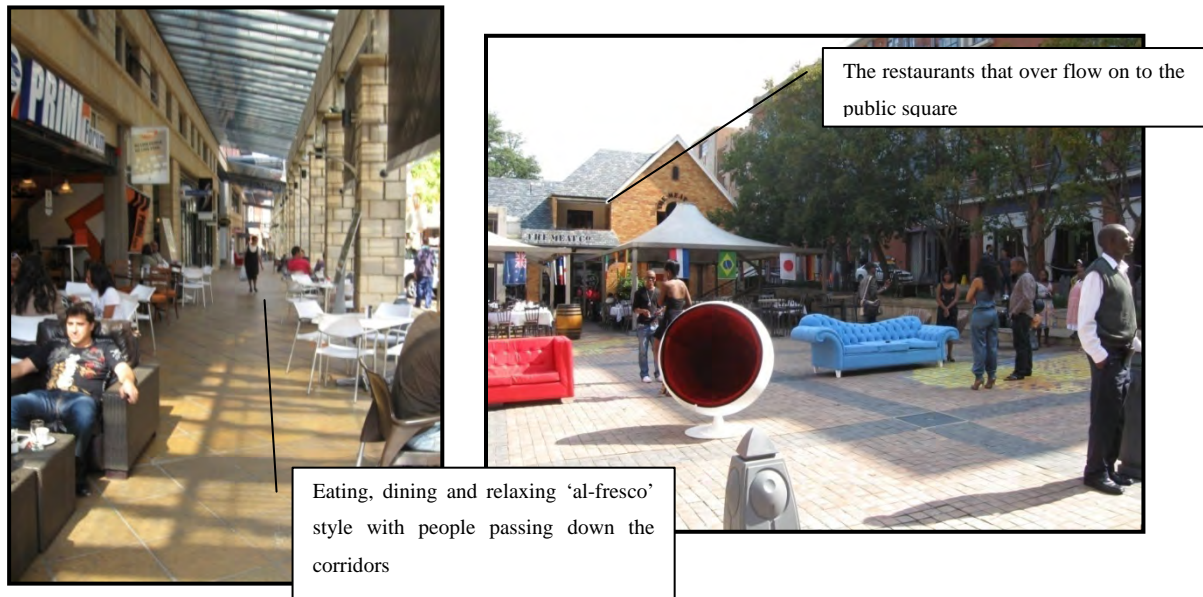 PRIMI
THE MEAT CO
Eating, dining and relaxing ‘al-fresco’
style with people passing down the
corridors
The restaurants that over flow on to the
public square